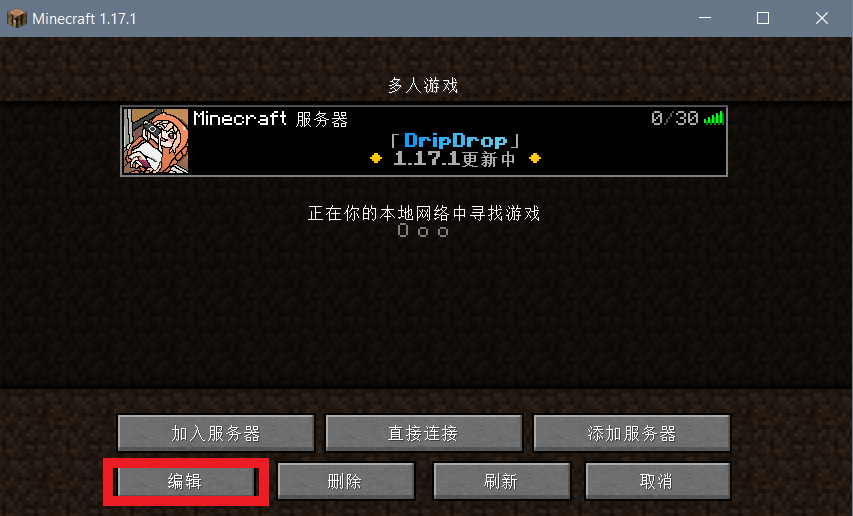 Minecraft 1.17.1
多人游戏
Minecraft 服务器 0/30
「DripDrop」
1.17.1更新中
正在你的本地网络中寻找游戏
O o o
加入服务器 直接连接 添加服务器
编辑 删除 刷新 取消